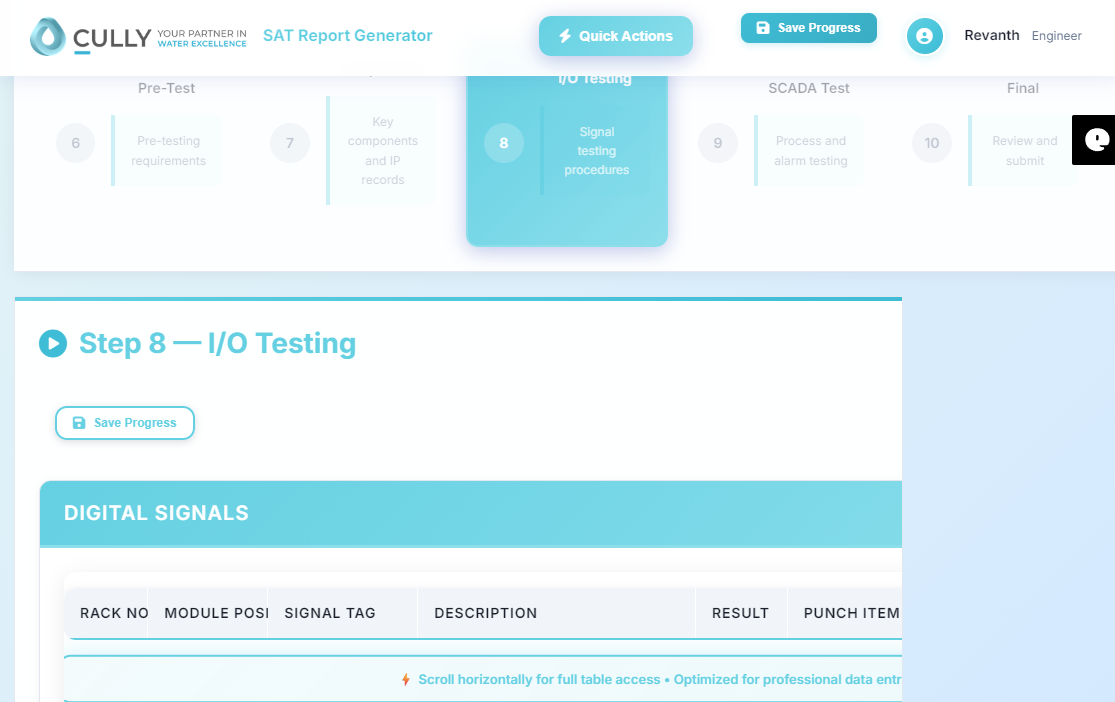 CULLY
YOUR PARTNER IN
WATER EXCELLENCE
SAT Report Generator
Quick Actions
Save Progress
Revanth Engineer
Pre-Test
I/O Testing
SCADA Test
Final
6
Pre-testing
requirements
7
Key
components
and IP
records
8
Signal
testing
procedures
9
Process and
alarm testing
10
Review and
submit
Step 8 — I/O Testing
Save Progress
DIGITAL SIGNALS
RACK NO MODULE POSI SIGNAL TAG DESCRIPTION RESULT PUNCH ITEM
Scroll horizontally for full table access • Optimized for professional data entr